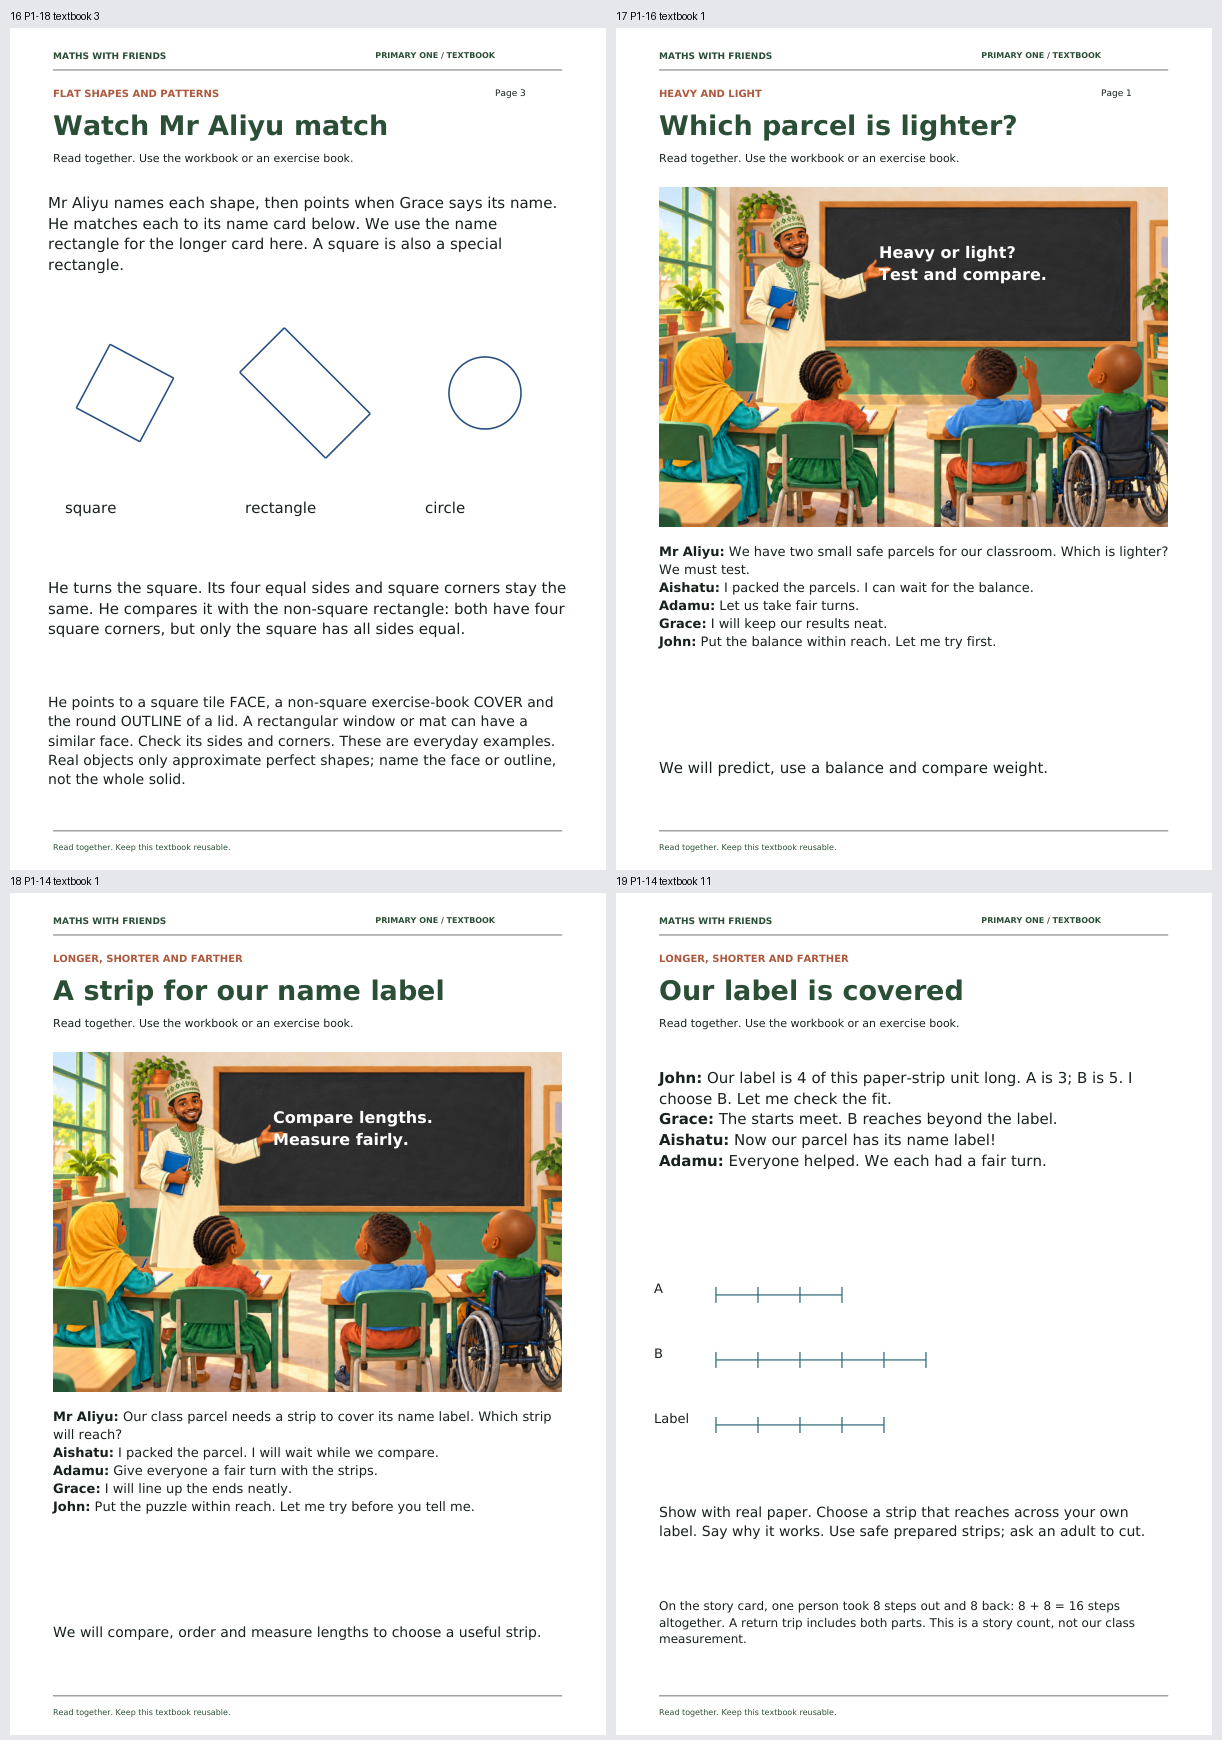 16 P1-18 textbook 3
MATHS WITH FRIENDS
PRIMARY ONE / TEXTBOOK
FLAT SHAPES AND PATTERNS
Page 3
Watch Mr Aliyu match
Read together. Use the workbook or an exercise book.
Mr Aliyu names each shape, then points when Grace says its name.
He matches each to its name card below. We use the name
rectangle for the longer card here. A square is also a special
rectangle.
square
rectangle
circle
He turns the square. Its four equal sides and square corners stay the
same. He compares it with the non-square rectangle: both have four
square corners, but only the square has all sides equal.
He points to a square tile FACE, a non-square exercise-book COVER and
the round OUTLINE of a lid. A rectangular window or mat can have a
similar face. Check its sides and corners. These are everyday examples.
Real objects only approximate perfect shapes; name the face or outline,
not the whole solid.
Read together. Keep this textbook reusable.
17 P1-16 textbook 1
MATHS WITH FRIENDS
PRIMARY ONE / TEXTBOOK
HEAVY AND LIGHT
Page 1
Which parcel is lighter?
Read together. Use the workbook or an exercise book.
Heavy or light?
Test and compare.
Mr Aliyu: We have two small safe parcels for our classroom. Which is lighter?
We must test.
Aishatu: I packed the parcels. I can wait for the balance.
Adamu: Let us take fair turns.
Grace: I will keep our results neat.
John: Put the balance within reach. Let me try first.
We will predict, use a balance and compare weight.
Read together. Keep this textbook reusable.
18 P1-14 textbook 1
MATHS WITH FRIENDS
PRIMARY ONE / TEXTBOOK
LONGER, SHORTER AND FARTHER
A strip for our name label
Read together. Use the workbook or an exercise book.
Compare lengths.
Measure fairly.
Mr Aliyu: Our class parcel needs a strip to cover its name label. Which strip
will reach?
Aishatu: I packed the parcel. I will wait while we compare.
Adamu: Give everyone a fair turn with the strips.
Grace: I will line up the ends neatly.
John: Put the puzzle within reach. Let me try before you tell me.
We will compare, order and measure lengths to choose a useful strip.
Read together. Keep this textbook reusable.
19 P1-14 textbook 11
MATHS WITH FRIENDS
PRIMARY ONE / TEXTBOOK
LONGER, SHORTER AND FARTHER
Our label is covered
Read together. Use the workbook or an exercise book.
John: Our label is 4 of this paper-strip unit long. A is 3; B is 5. I
choose B. Let me check the fit.
Grace: The starts meet. B reaches beyond the label.
Aishatu: Now our parcel has its name label!
Adamu: Everyone helped. We each had a fair turn.
A
B
Label
Show with real paper. Choose a strip that reaches across your own
label. Say why it works. Use safe prepared strips; ask an adult to cut.
On the story card, one person took 8 steps out and 8 back: 8 + 8 = 16 steps
altogether. A return trip includes both parts. This is a story count, not our class
measurement.
Read together. Keep this textbook reusable.